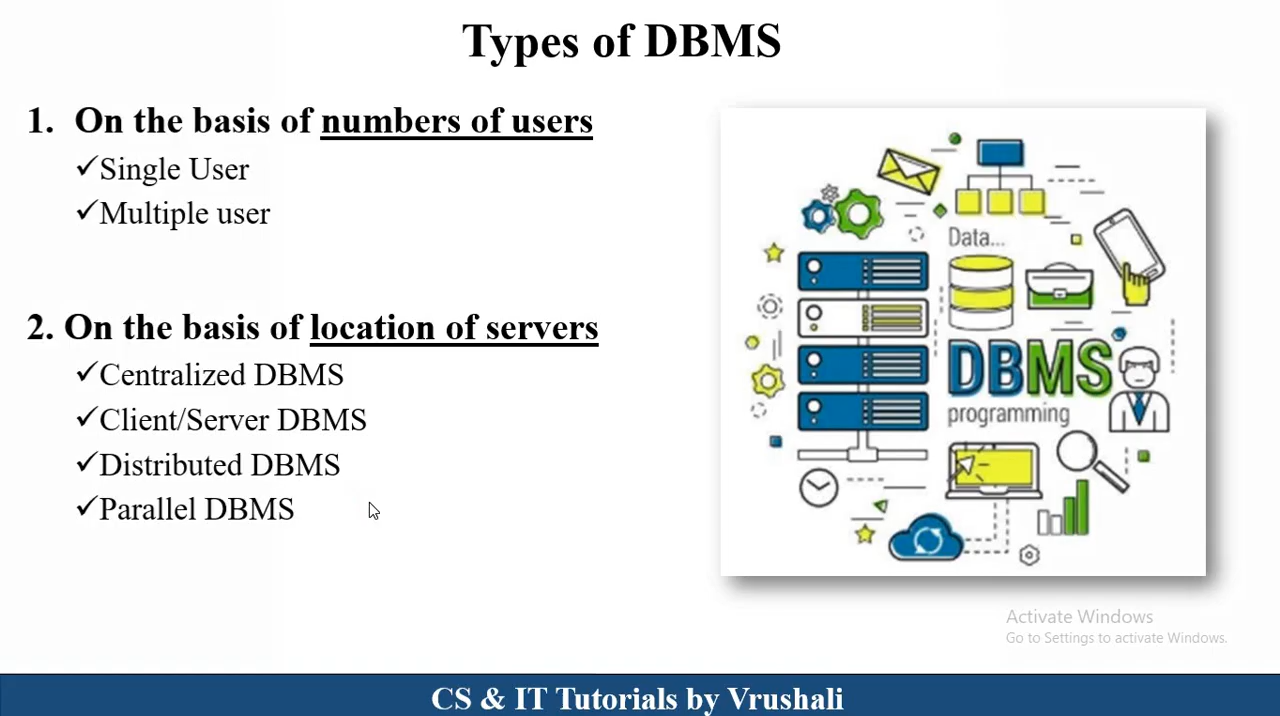 Types of DBMS
1. On the basis of numbers of users
✓Single User
✓Multiple user
2. On the basis of location of servers
✓Centralized DBMS
✓Client/Server DBMS
✓Distributed DBMS
✓Parallel DBMS
Data...
DBMS
programming
Activate Windows
Go to Settings to activate Windows.
CS & IT Tutorials by Vrushali